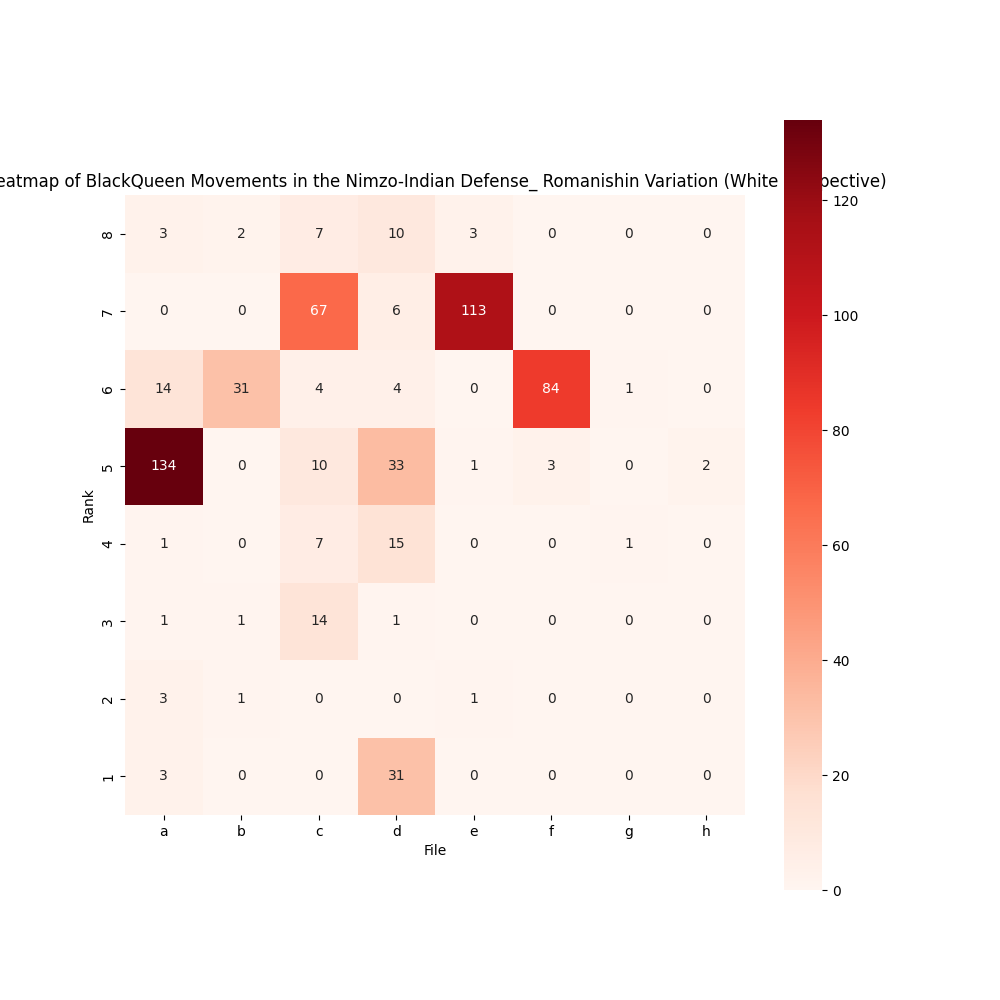 eatmap of BlackQueen Movements in the Nimzo-Indian Defense_ Romanishin Variation (White pective)
8 3 2 7 10 3 0 0 0
7 0 0 67 6 113 0 0 0
6 14 31 4 4 0 84 1 0
5 134 0 10 33 1 3 0 2
4 1 0 7 15 0 0 1 0
3 1 1 14 1 0 0 0 0
2 3 1 0 0 1 0 0 0
1 3 0 0 31 0 0 0 0
a b c d e f g h
File
Rank
120
100
80
60
40
20
0